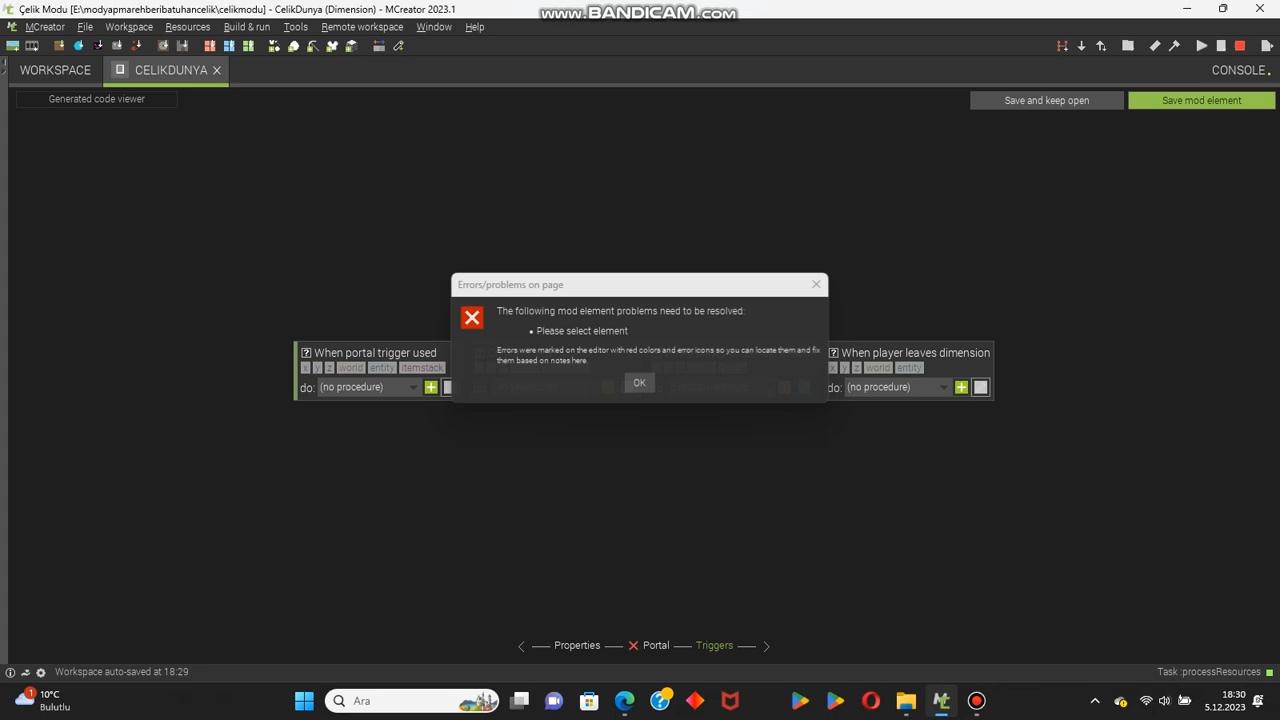 Çelik Modu [E:\modyapmarehberibatuhancelik\celikmodu] - CelikDunya (Dimension) - MCreator 2023.1
www.BANDICAM.com
MCreator File Workspace Resources Build & run Tools Remote workspace Window Help
WORKSPACE CELIKDUNYA CONSOLE
Generated code viewer
Save and keep open
Save mod element
Errors/problems on page
The following mod element problems need to be resolved:
• Please select element
Errors were marked on the editor with red colors and error icons so you can locate them and fix
them based on notes here.
OK
When portal trigger used
x y z world entity itemstack
do: (no procedure)
When player leaves dimension
x y z world entity
do: (no procedure)
Properties Portal Triggers
Workspace auto-saved at 18:29
Task :processResources
1
10°C
Bulutlu
Ara
18:30
5.12.2023